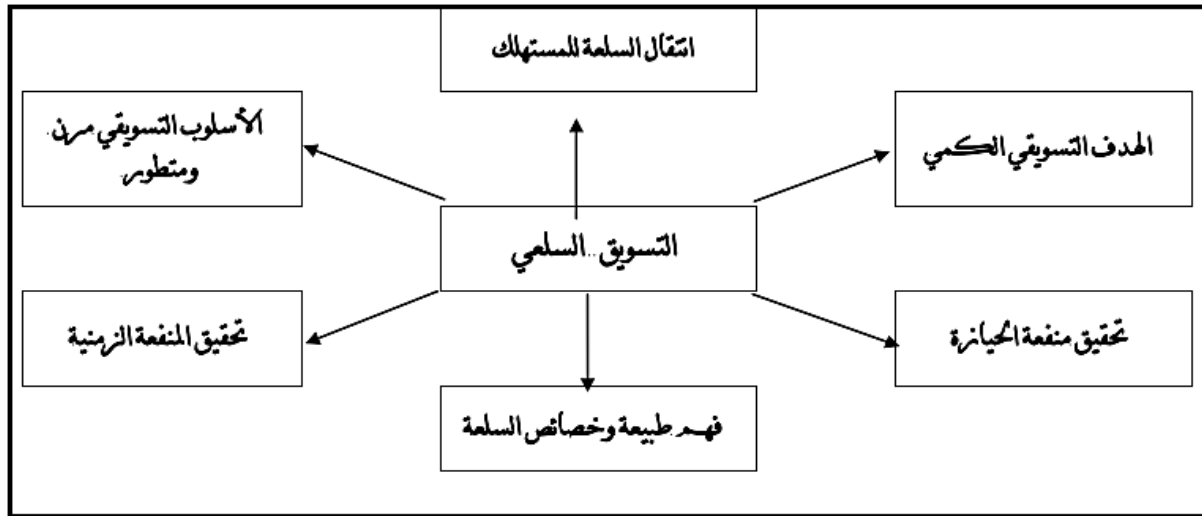 انتقال السلعة للمستهلك
الهدف التسويقي الكمي
الأسلوب التسويقي مرن
ومتطور
التسويق..السلعي
تحقيق منفعة الحيازة
تحقيق المنفعة الزمنية
فهم طبيعة وخصائص السلعة